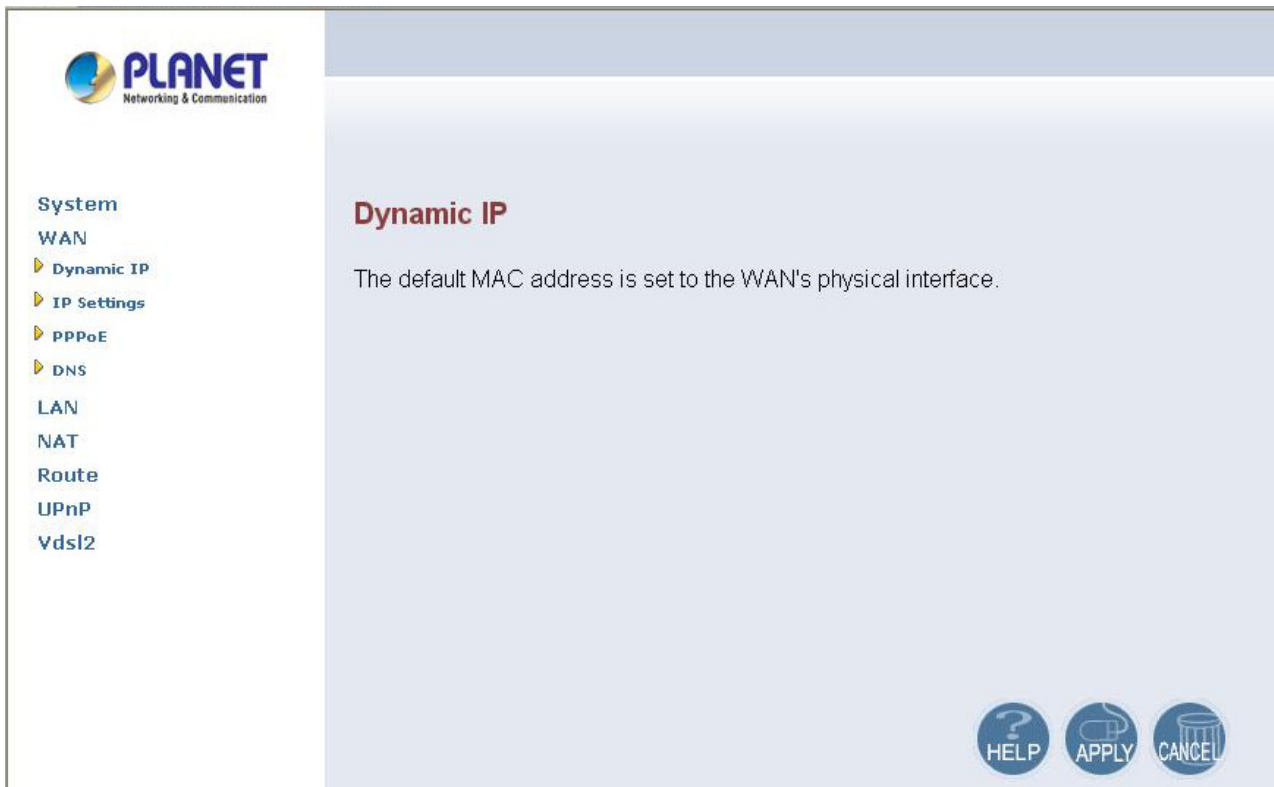 PLANET
Networking & Communication
System
WAN
Dynamic IP
IP Settings
PPPoE
DNS
LAN
NAT
Route
UPnP
Vdsl2
Dynamic IP
The default MAC address is set to the WAN's physical interface.
HELP APPLY CANCEL